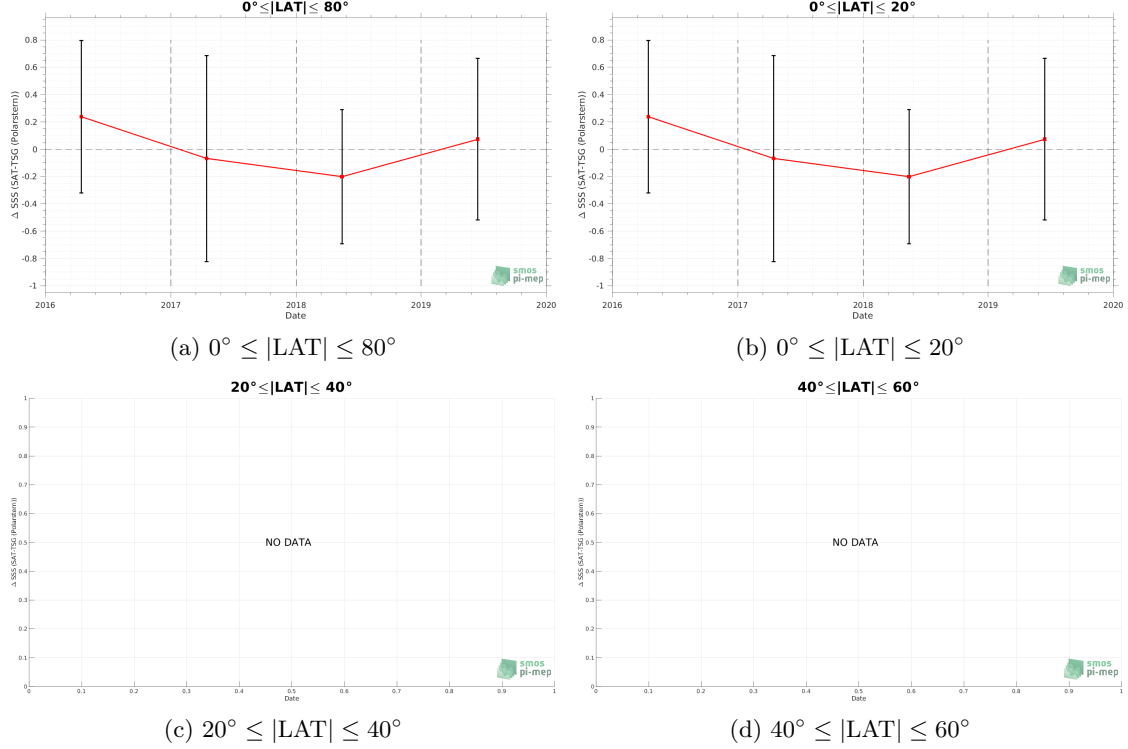 0°≤|LAT|≤ 80°
Δ SSS (SAT-TSG (Polarstern))
0.8
0.6
0.4
0.2
0
-0.2
-0.4
-0.6
-0.8
-1
2016
2017
2018
2019
2020
Date
smos
pi-mep
(a) 0° ≤ |LAT| ≤ 80°
0°≤|LAT|≤ 20°
Δ SSS (SAT-TSG (Polarstern))
0.8
0.6
0.4
0.2
0
-0.2
-0.4
-0.6
-0.8
-1
2016
2017
2018
2019
2020
Date
smos
pi-mep
(b) 0° ≤ |LAT| ≤ 20°
20°≤|LAT|≤ 40°
Δ SSS (SAT-TSG (Polarstern))
1
0.9
0.8
0.7
0.6
0.5
0.4
0.3
0.2
0.1
0
NO DATA
0
0.1
0.2
0.3
0.4
0.5
0.6
0.7
0.8
0.9
1
Date
smos
pi-mep
(c) 20° ≤ |LAT| ≤ 40°
40°≤|LAT|≤ 60°
Δ SSS (SAT-TSG (Polarstern))
1
0.9
0.8
0.7
0.6
0.5
0.4
0.3
0.2
0.1
0
NO DATA
0
0.1
0.2
0.3
0.4
0.5
0.6
0.7
0.8
0.9
1
Date
smos
pi-mep
(d) 40° ≤ |LAT| ≤ 60°